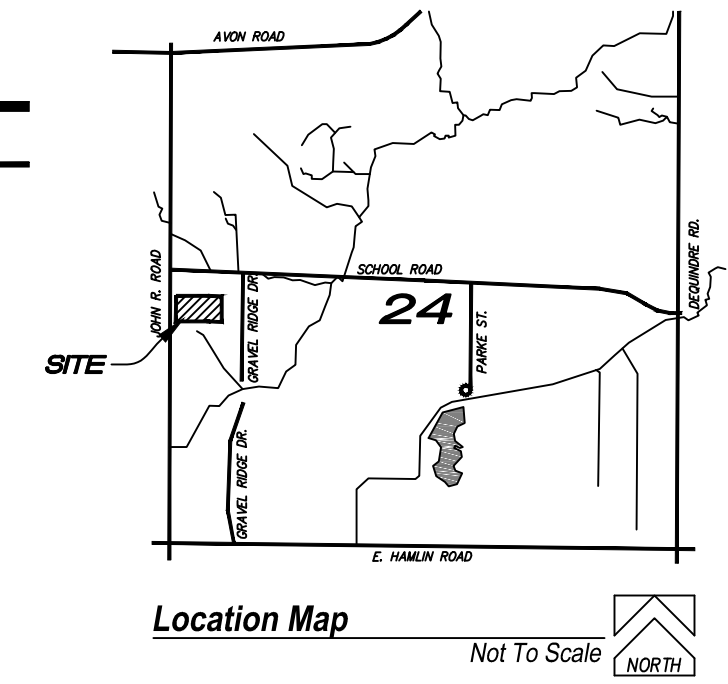 AVON ROAD
DEQUINDRE RD.
JOHN R. ROAD
SCHOOL ROAD
GRAVEL RIDGE DR.
24
PARKE ST.
SITE
GRAVEL RIDGE DR.
E. HAMLIN ROAD
Location Map
Not To Scale
NORTH